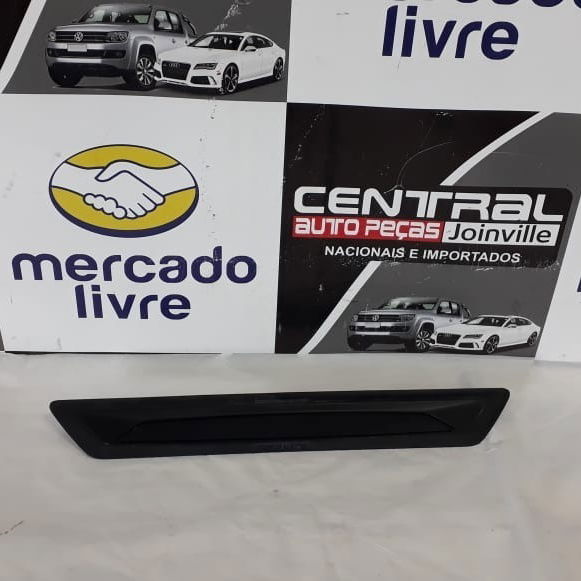 livre
mercado
livre
CENTRAL
AUTO PEÇAS Joinville
NACIONAIS E IMPORTADOS